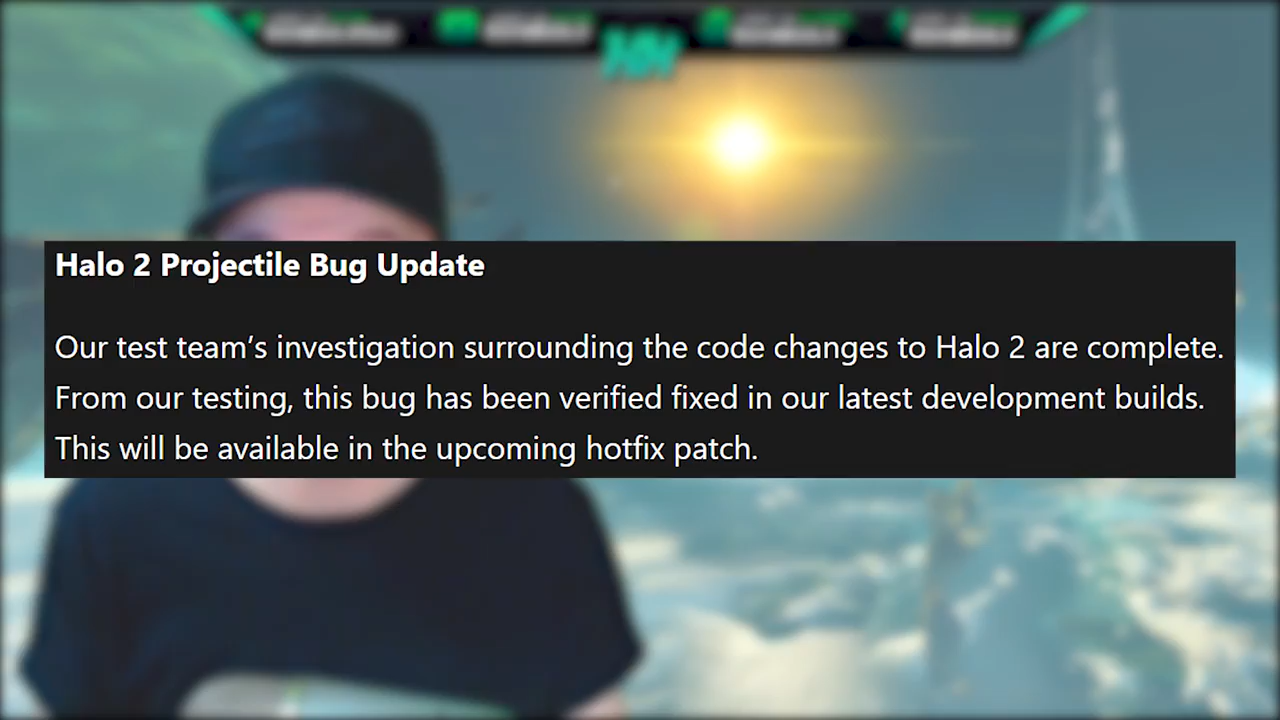 Halo 2 Projectile Bug Update
Our test team’s investigation surrounding the code changes to Halo 2 are complete.
From our testing, this bug has been verified fixed in our latest development builds.
This will be available in the upcoming hotfix patch.